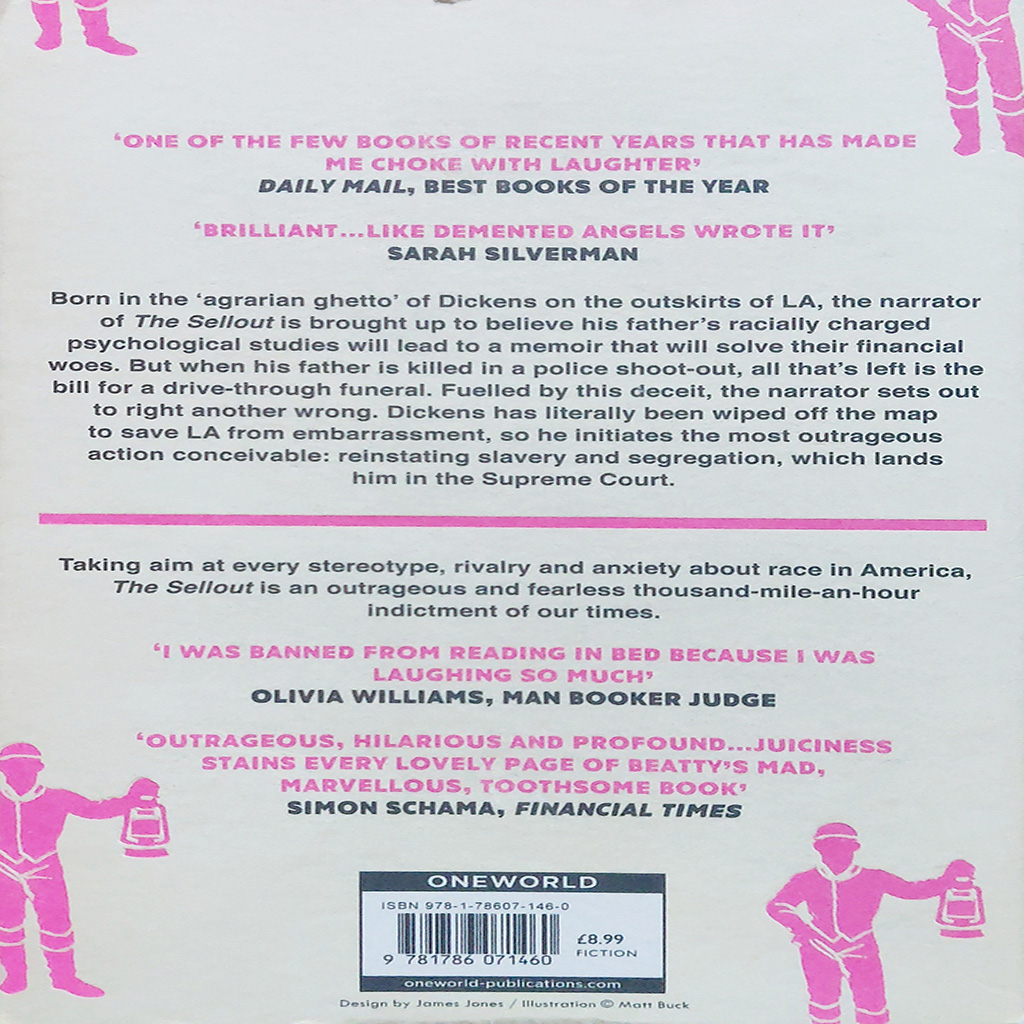 ‘ONE OF THE FEW BOOKS OF RECENT YEARS THAT HAS MADE
ME CHOKE WITH LAUGHTER’
DAILY MAIL, BEST BOOKS OF THE YEAR
‘BRILLIANT...LIKE DEMENTED ANGELS WROTE IT’
SARAH SILVERMAN
Born in the ‘agrarian ghetto’ of Dickens on the outskirts of LA, the narrator
of The Sellout is brought up to believe his father’s racially charged
psychological studies will lead to a memoir that will solve their financial
woes. But when his father is killed in a police shoot-out, all that’s left is the
bill for a drive-through funeral. Fuelled by this deceit, the narrator sets out
to right another wrong. Dickens has literally been wiped off the map
to save LA from embarrassment, so he initiates the most outrageous
action conceivable: reinstating slavery and segregation, which lands
him in the Supreme Court.
Taking aim at every stereotype, rivalry and anxiety about race in America,
The Sellout is an outrageous and fearless thousand-mile-an-hour
indictment of our times.
‘I WAS BANNED FROM READING IN BED BECAUSE I WAS
LAUGHING SO MUCH’
OLIVIA WILLIAMS, MAN BOOKER JUDGE
‘OUTRAGEOUS, HILARIOUS AND PROFOUND...JUICINESS
STAINS EVERY LOVELY PAGE OF BEATTY’S MAD,
MARVELLOUS, TOOTHSOME BOOK’
SIMON SCHAMA, FINANCIAL TIMES
ONEWORLD
ISBN 978-1-78607-146-0
£8.99
FICTION
9 781786 071460
oneworld-publications.com
Design by James Jones / Illustration © Matt Buck